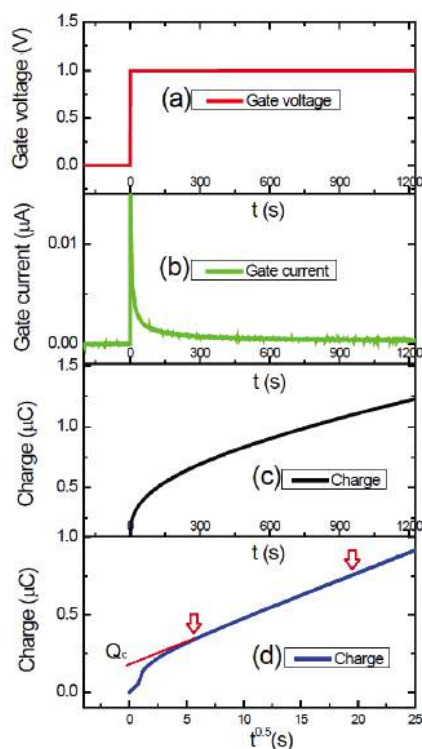 Gate voltage (V)
1.0
0.5
0.0
(a) Gate voltage
0 300 600 900 1200
t (s)
Gate current (μA)
0.01
0.00
(b) Gate current
0 300 600 900 1200
t (s)
Charge (μC)
1.5
1.0
0.5
(c) Charge
0 300 600 900 1200
t (s)
Charge (μC)
1.0
0.5
0.0
Qc
(d) Charge
0 5 10 15 20 25
t^0.5(s)